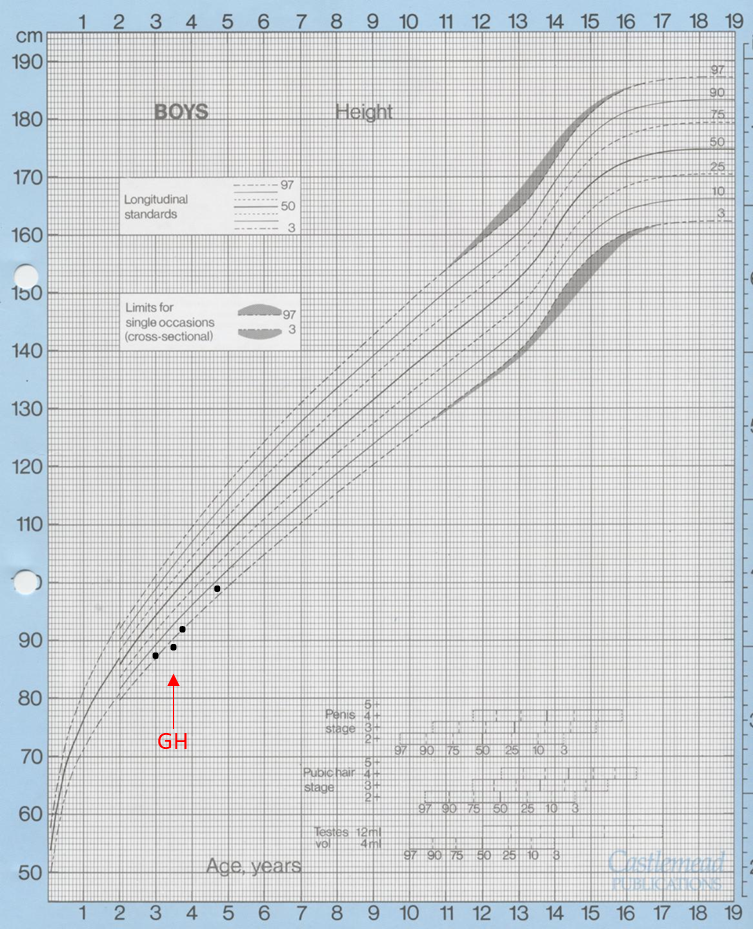 1 2 3 4 5 6 7 8 9 10 11 12 13 14 15 16 17 18 19
cm
190
180
170
160
150
140
130
120
110
90
80
70
60
50
BOYS Height
97
90
75
50
25
10
3
Longitudinal
standards
97
50
3
Limits for
single occasions
(cross-sectional)
97
3
GH
Penis
stage
5+
4+
3+
2+
97 90 75 50 25 10 3
Pubic hair
stage
5+
4+
3+
2+
97 90 75 50 25 10 3
Testes 12ml
vol 4ml
97 90 75 50 25 10 3
Age, years
Castlemead
PUBLICATIONS
1 2 3 4 5 6 7 8 9 10 11 12 13 14 15 16 17 18 19